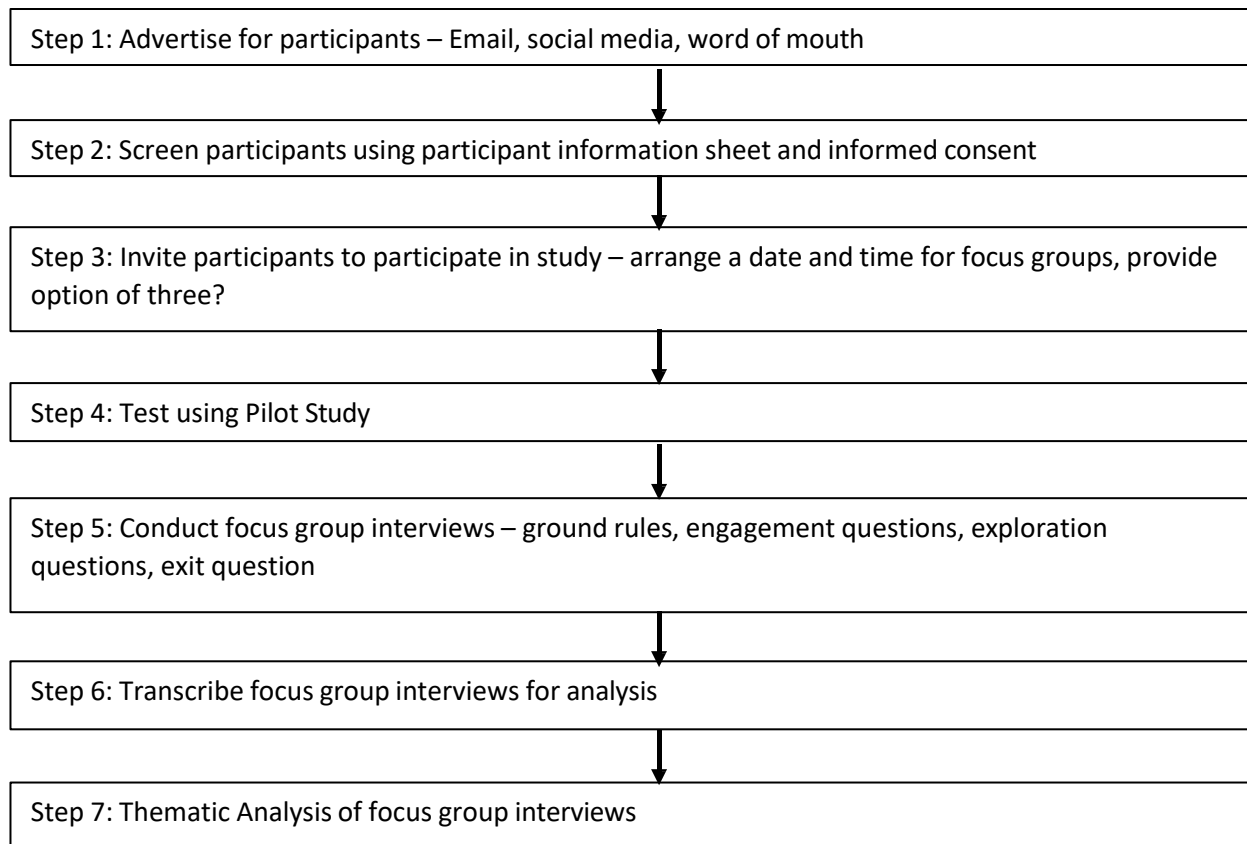 Step 1: Advertise for participants – Email, social media, word of mouth
Step 2: Screen participants using participant information sheet and informed consent
Step 3: Invite participants to participate in study – arrange a date and time for focus groups, provide
option of three?
Step 4: Test using Pilot Study
Step 5: Conduct focus group interviews – ground rules, engagement questions, exploration
questions, exit question
Step 6: Transcribe focus group interviews for analysis
Step 7: Thematic Analysis of focus group interviews